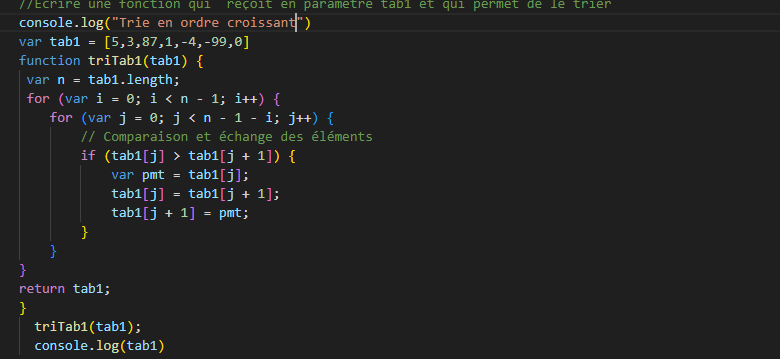 //Ecrire une fonction qui  reçoit en paramètre tab1 et qui permet de le trier
console.log("Trie en ordre croissant")
var tab1 = [5,3,87,1,-4,-99,0]
function triTab1(tab1) {
 var n = tab1.length;
 for (var i = 0; i < n - 1; i++) {
    for (var j = 0; j < n - 1 - i; j++) {
        // Comparaison et échange des éléments
        if (tab1[j] > tab1[j + 1]) {
            var pmt = tab1[j];
            tab1[j] = tab1[j + 1];
            tab1[j + 1] = pmt;
        }
    }
}
return tab1;
}
  triTab1(tab1);
  console.log(tab1)